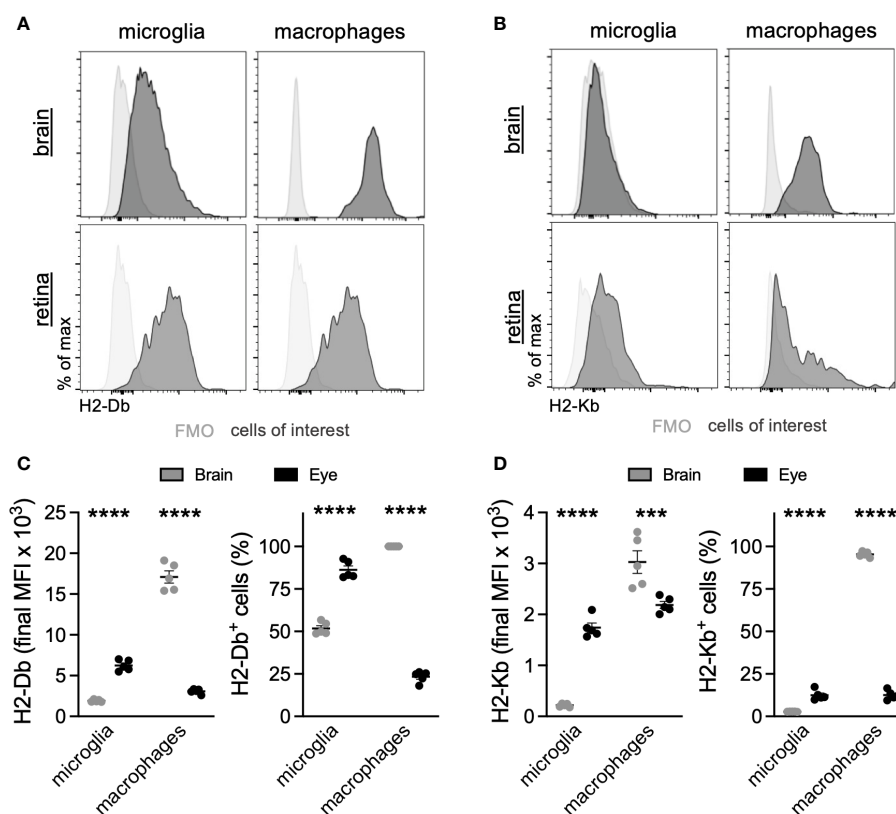 A
microglia
macrophages
brain
retina
% of max
H2-Db
FMO cells of interest
B
microglia
macrophages
brain
retina
% of max
H2-Kb
FMO cells of interest
C
Brain
Eye
H2-Db (final MFI x 10³)
25
20
15
10
5
0
**** ****
microglia
macrophages
H2-Db⁺ cells (%)
100
75
50
25
0
**** ****
microglia
macrophages
D
Brain
Eye
H2-Kb (final MFI x 10³)
4
3
2
1
0
**** ***
microglia
macrophages
H2-Kb⁺ cells (%)
100
75
50
25
0
**** ****
microglia
macrophages